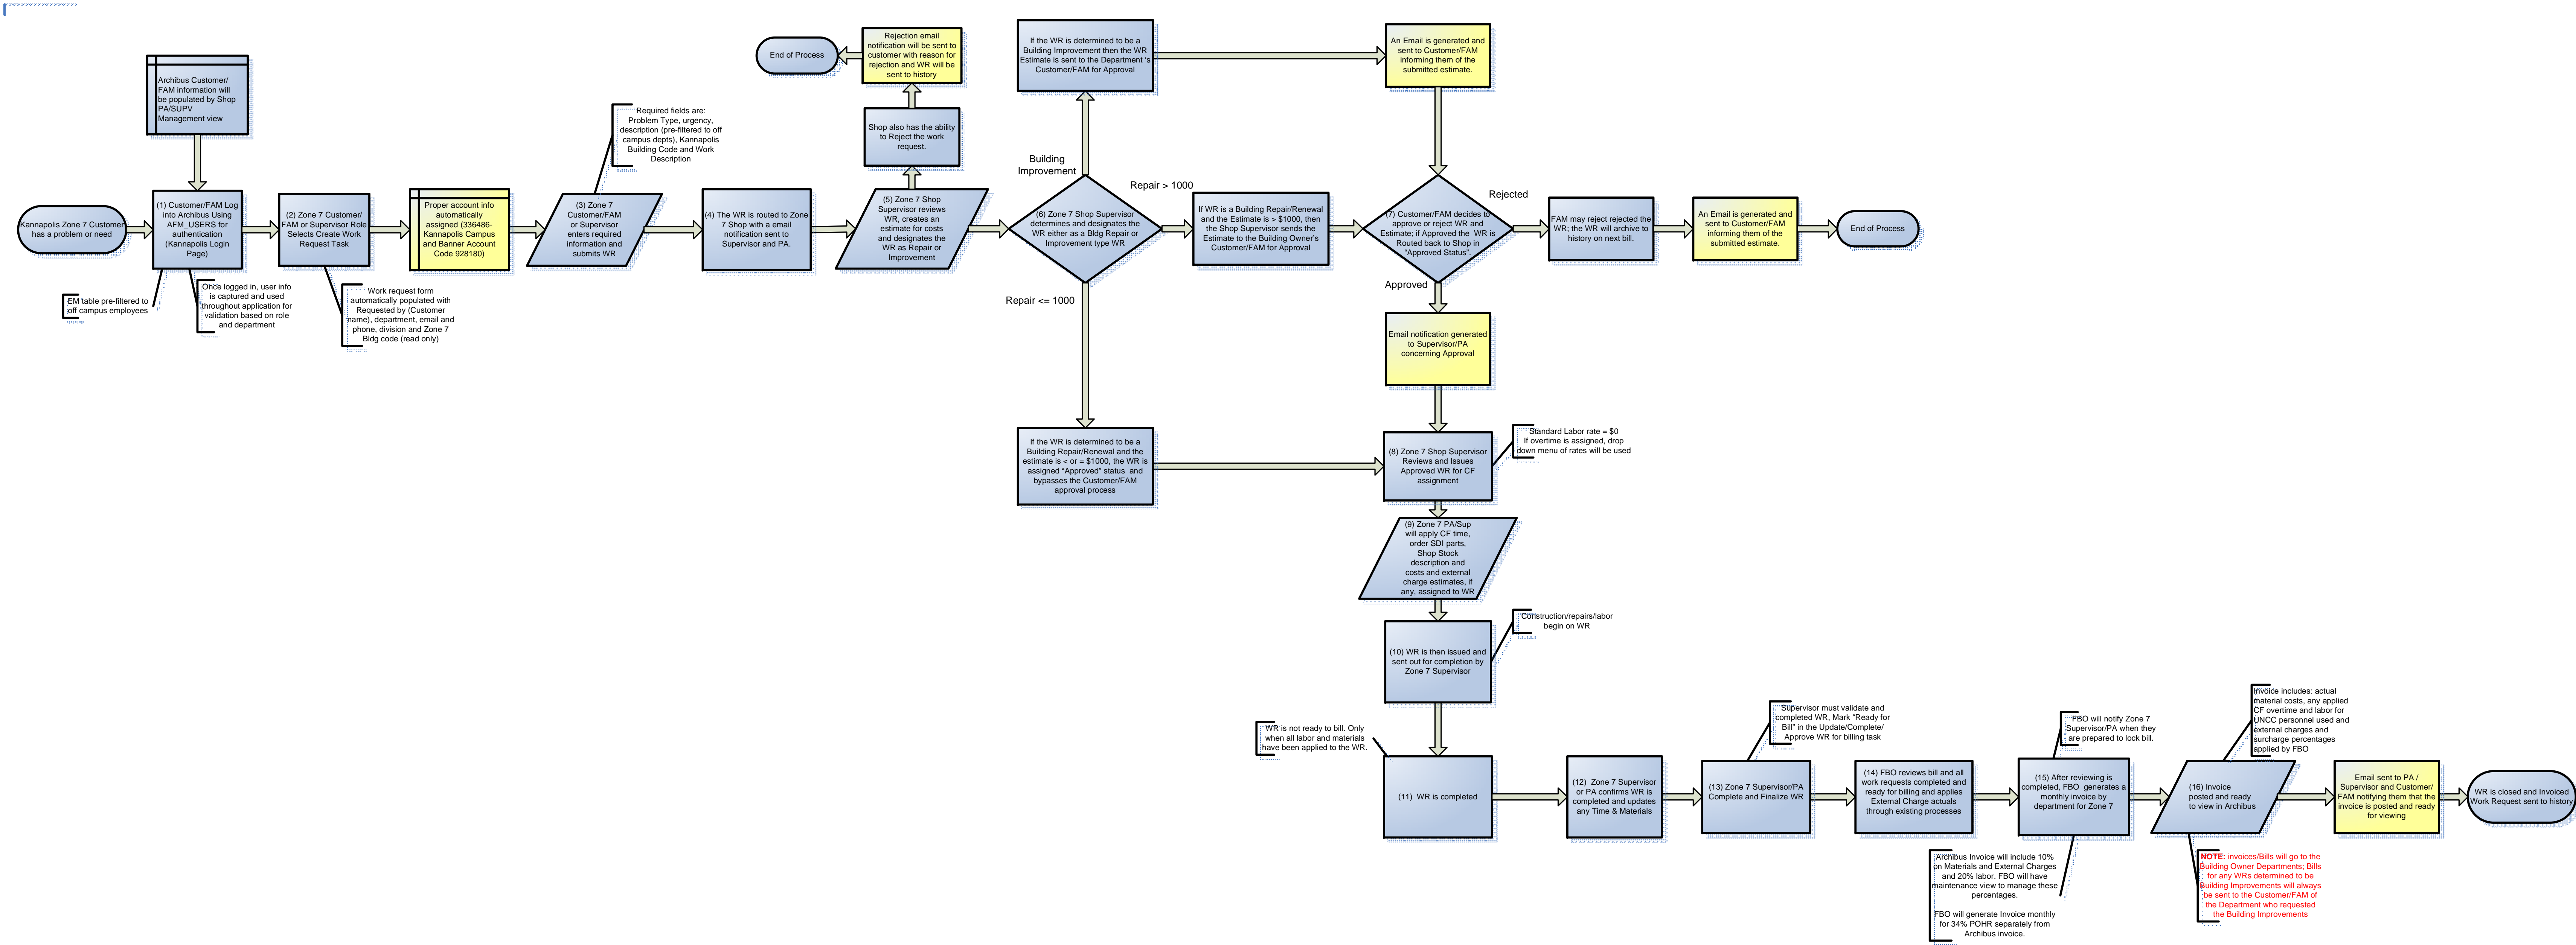 Archibus Customer/
FAM information will
be populated by Shop
PA/SUPV
Management view
Kannapolis Zone 7 Customer
has a problem or need
(1) Customer/FAM Log
into Archibus Using
AFM_USERS for
authentication
(Kannapolis Login
Page)
EM table pre-filtered to
off campus employees
Once logged in, user info
is captured and used
throughout application for
validation based on role
and department
(2) Zone 7 Customer/
FAM or Supervisor Role
Selects Create Work
Request Task
Work request form
automatically populated with
Requested by (Customer
name), department, email and
phone, division and Zone 7
Bldg code (read only)
Proper account info
automatically
assigned (336486-
Kannapolis Campus
and Banner Account
Code 928180)
Required fields are:
Problem Type, urgency,
description (pre-filtered to off
campus depts), Kannapolis
Building Code and Work
Description
(3) Zone 7
Customer/FAM
or Supervisor
enters required
information and
submits WR
(4) The WR is routed to Zone
7 Shop with a email
notification sent to
Supervisor and PA.
(5) Zone 7 Shop
Supervisor reviews
WR, creates an
estimate for costs
and designates the
WR as Repair or
Improvement
Shop also has the ability
to Reject the work
request.
Rejection email
notification will be sent to
customer with reason for
rejection and WR will be
sent to history
End of Process
(6) Zone 7 Shop Supervisor
determines and designates the
WR either as a Bldg Repair or
Improvement type WR
Building
Improvement
If the WR is determined to be a
Building Improvement then the WR
Estimate is sent to the Department 's
Customer/FAM for Approval
An Email is generated and
sent to Customer/FAM
informing them of the
submitted estimate.
Repair > 1000
If WR is a Building Repair/Renewal
and the Estimate is > $1000, then
the Shop Supervisor sends the
Estimate to the Building Owner's
Customer/FAM for Approval
Repair <= 1000
If the WR is determined to be a
Building Repair/Renewal and the
estimate is < or = $1000, the WR is
assigned "Approved" status and
bypasses the Customer/FAM
approval process
(7) Customer/FAM decides to
approve or reject WR and
Estimate; if Approved the WR is
Routed back to Shop in
"Approved Status".
Rejected
FAM may reject rejected the
WR; the WR will archive to
history on next bill.
An Email is generated and
sent to Customer/FAM
informing them of the
submitted estimate.
End of Process
Approved
Email notification generated
to Supervisor/PA
concerning Approval
(8) Zone 7 Shop Supervisor
Reviews and Issues
Approved WR for CF
assignment
Standard Labor rate = $0
If overtime is assigned, drop
down menu of rates will be used
(9) Zone 7 PA/Sup
will apply CF time,
order SDI parts,
Shop Stock
description and
costs and external
charge estimates, if
any, assigned to WR
(10) WR is then issued and
sent out for completion by
Zone 7 Supervisor
Construction/repairs/labor
begin on WR
WR is not ready to bill. Only
when all labor and materials
have been applied to the WR.
(11) WR is completed
(12) Zone 7 Supervisor
or PA confirms WR is
completed and updates
any Time & Materials
Supervisor must validate and
completed WR, Mark "Ready for
Bill" in the Update/Complete/
Approve WR for billing task
(13) Zone 7 Supervisor/PA
Complete and Finalize WR
(14) FBO reviews bill and all
work requests completed and
ready for billing and applies
External Charge actuals
through existing processes
FBO will notify Zone 7
Supervisor/PA when they
are prepared to lock bill.
(15) After reviewing is
completed, FBO generates a
monthly invoice by
department for Zone 7
Archibus Invoice will include 10%
on Materials and External Charges
and 20% labor. FBO will have
maintenance view to manage these
percentages.
FBO will generate Invoice monthly
for 34% POHR separately from
Archibus invoice.
Invoice includes: actual
material costs, any applied
CF overtime and labor for
UNCC personnel used and
external charges and
surcharge percentages
applied by FBO
(16) Invoice
posted and ready
to view in Archibus
NOTE: invoices/Bills will go to the
Building Owner Departments; Bills
for any WRs determined to be
Building Improvements will always
be sent to the Customer/FAM of
the Department who requested
the Building Improvements
Email sent to PA /
Supervisor and Customer/
FAM notifying them that the
invoice is posted and ready
for viewing
WR is closed and Invoiced
Work Request sent to history